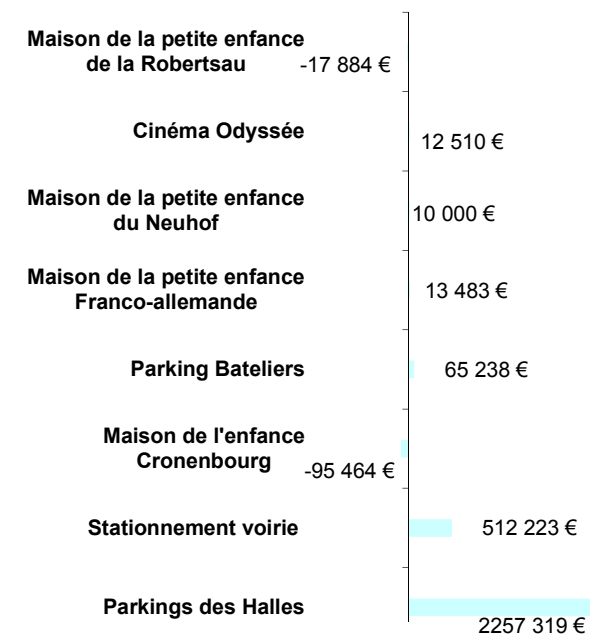 Maison de la petite enfance
de la Robertsau
-17 884 €
Cinéma Odyssée
12 510 €
Maison de la petite enfance
du Neuhof
10 000 €
Maison de la petite enfance
Franco-allemande
13 483 €
Parking Bateliers
65 238 €
Maison de l'enfance
Cronenbourg
-95 464 €
Stationnement voirie
512 223 €
Parkings des Halles
2257 319 €